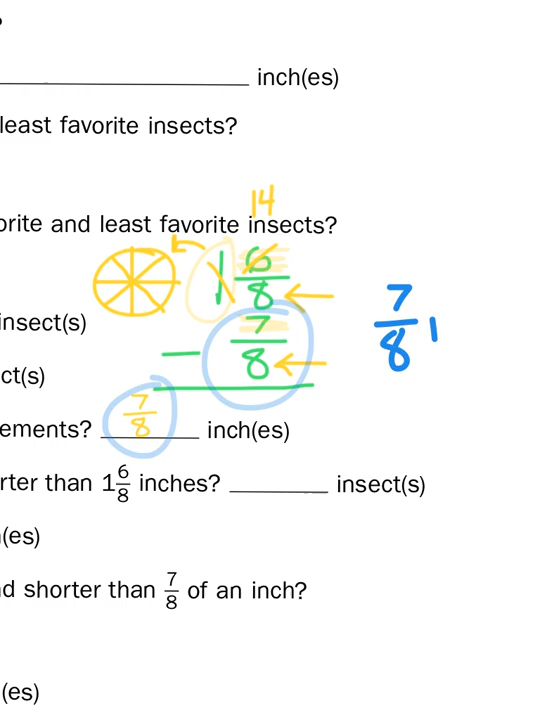 inch(es)
least favorite insects?
14
orite and least favorite insects?
1 6/8
7/8
insect(s)
− 7/8
ct(s)
7/8
ements? ________ inch(es)
rter than 1 6/8 inches? ________ insect(s)
(es)
d shorter than 7/8 of an inch?
(es)